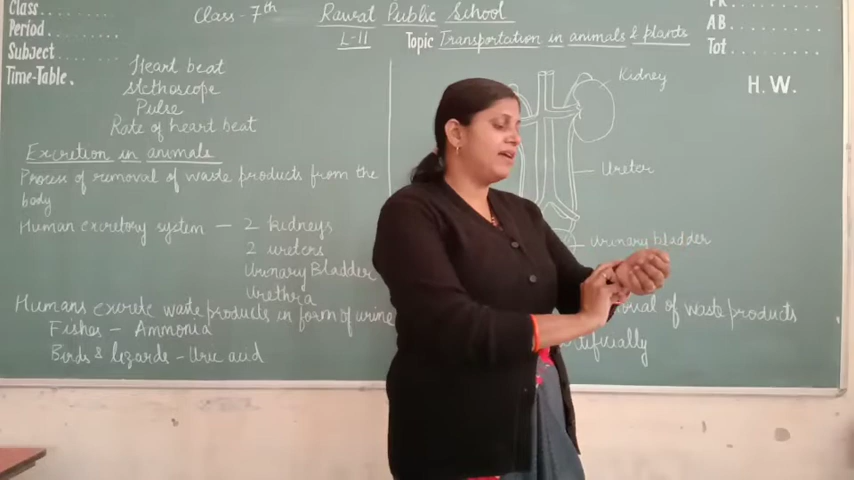 Class
Period
Subject
Time-Table.
Class - 7th
Rawat Public School
L-11
Topic Transportation in animals & plants
PR
AB
Tot
H.W.
Heart beat
Stethoscope
Pulse
Rate of heart beat
Excretion in animals
Process of removal of waste products from the
body
Human excretory system - 2 kidneys
2 ureters
Urinary Bladder
Urethra
Humans excrete waste products in form of urine
Fishes - Ammonia
Birds & lizards - Uric acid
Kidney
Ureter
Urinary bladder
of waste products
artificially